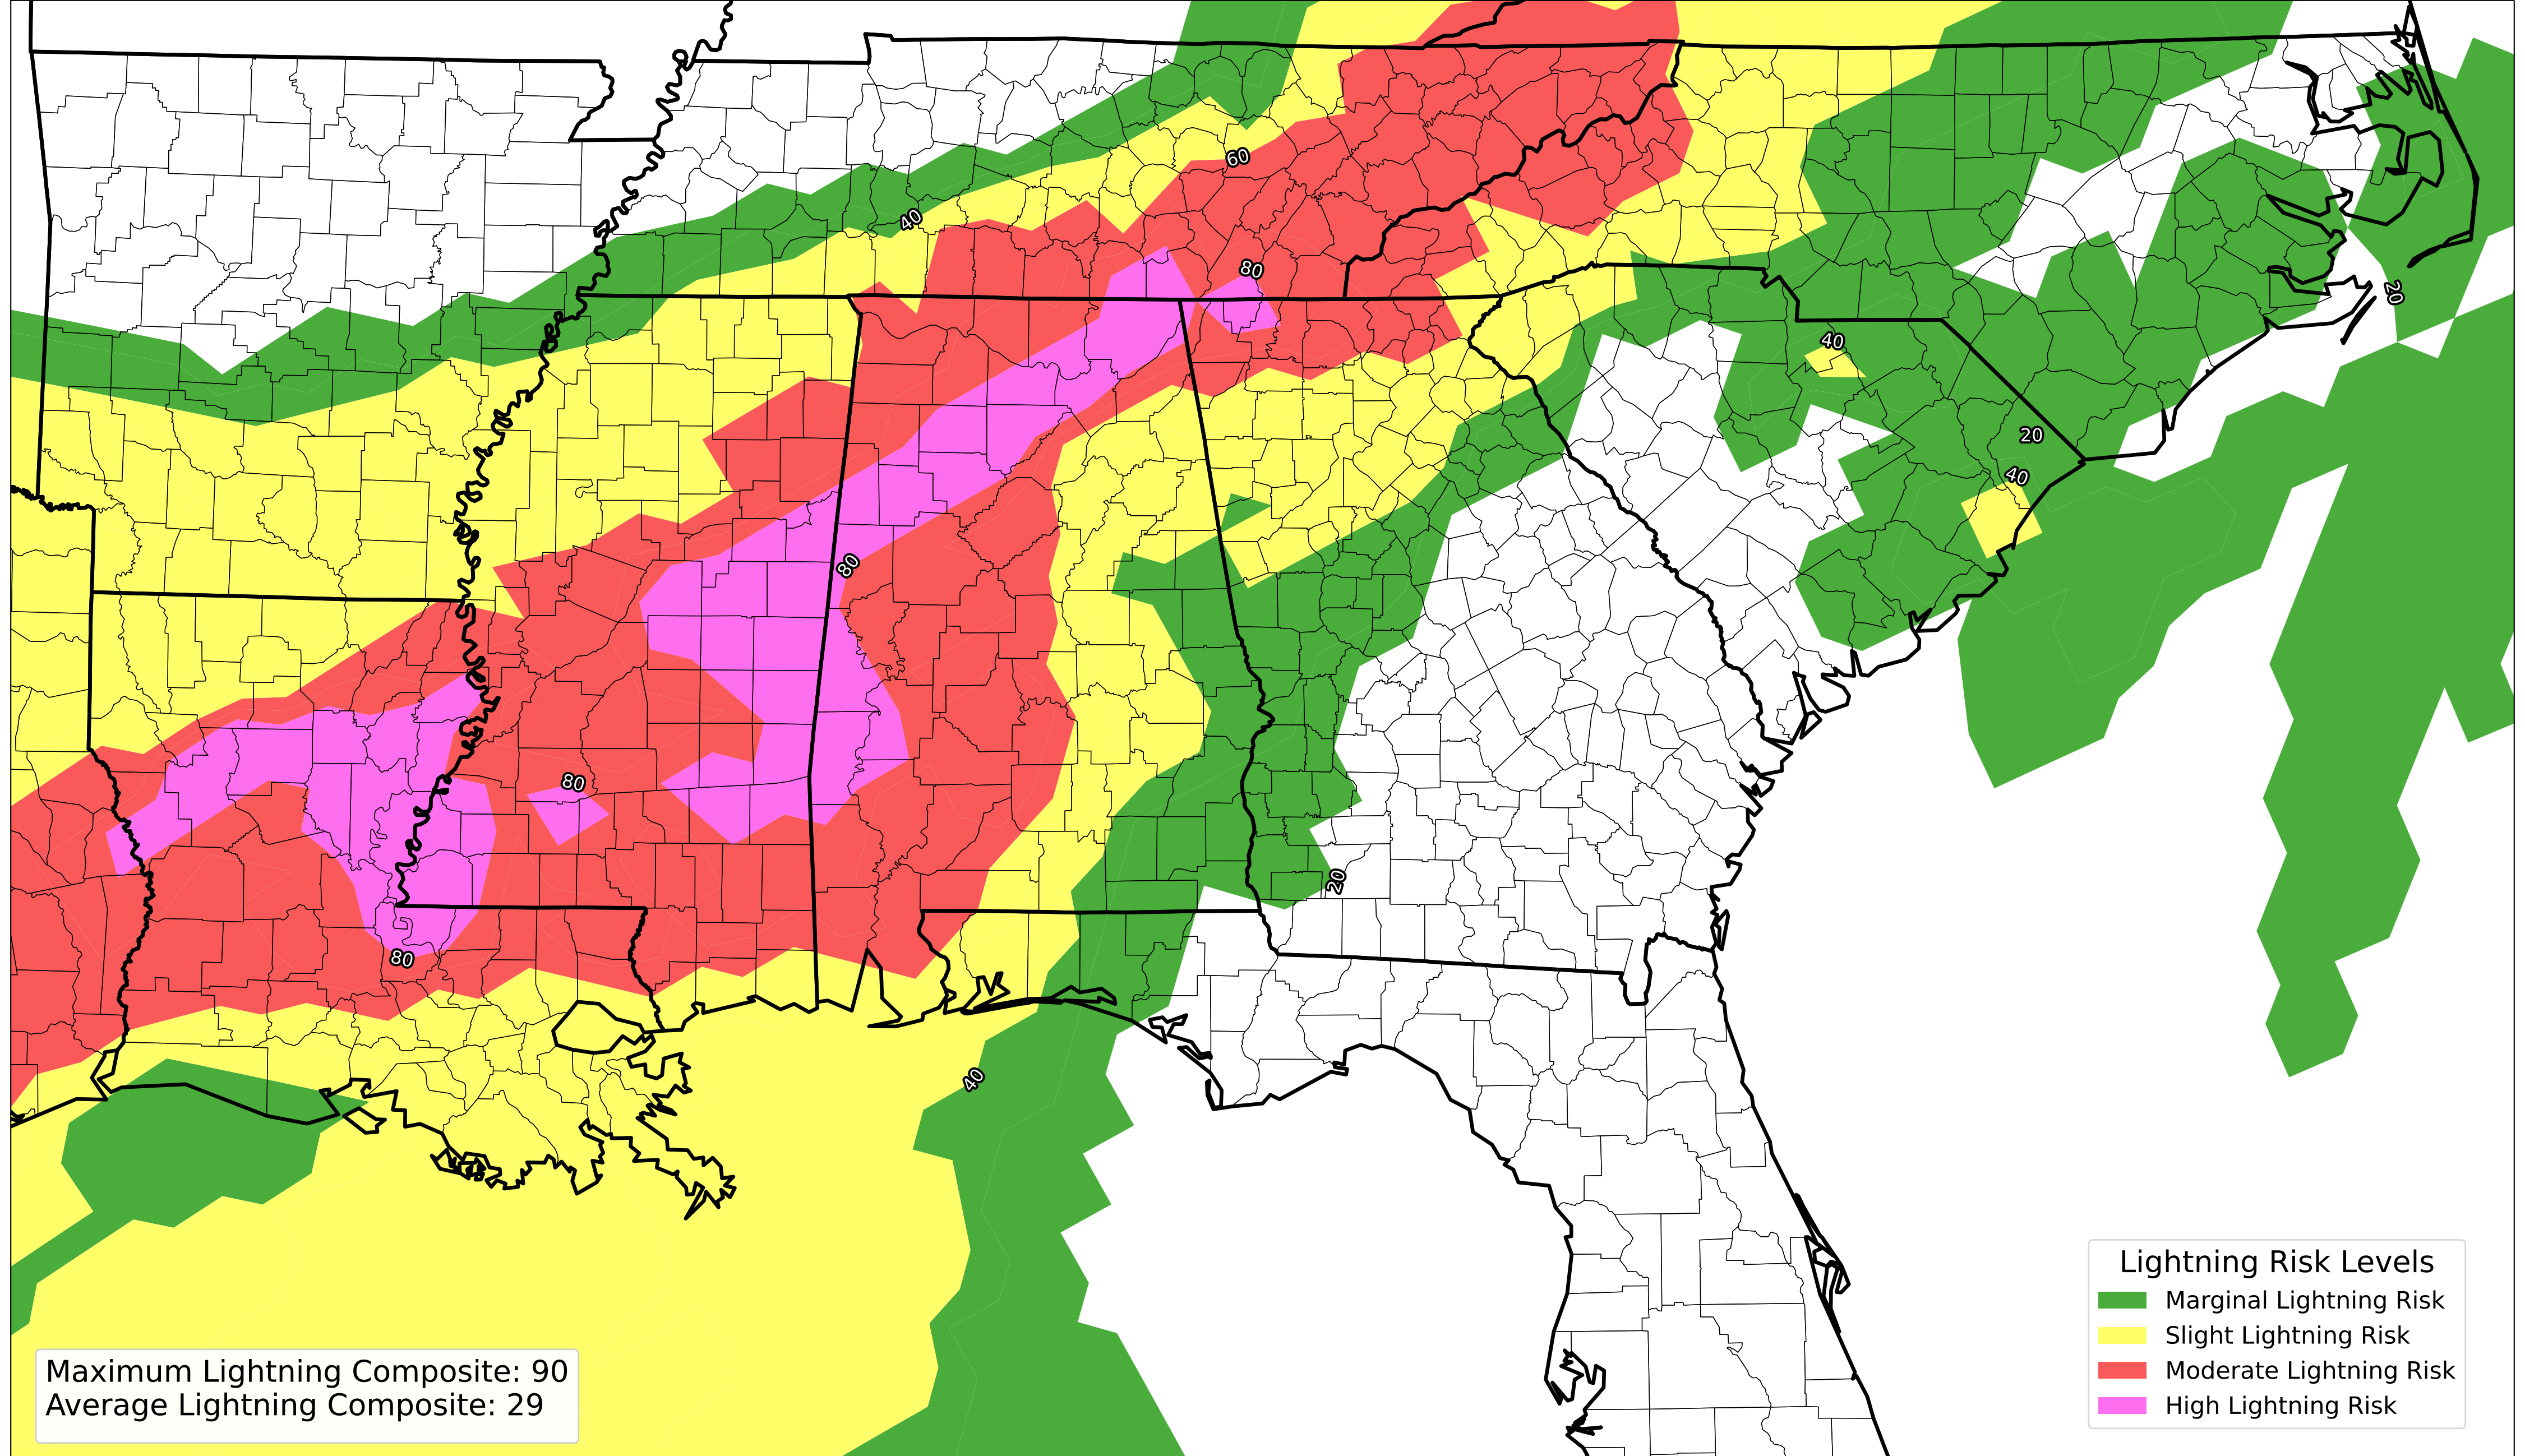 60
40
80
20
40
20
40
80
80
20
80
40
Lightning Risk Levels
Marginal Lightning Risk
Slight Lightning Risk
Moderate Lightning Risk
High Lightning Risk
Maximum Lightning Composite: 90
Average Lightning Composite: 29